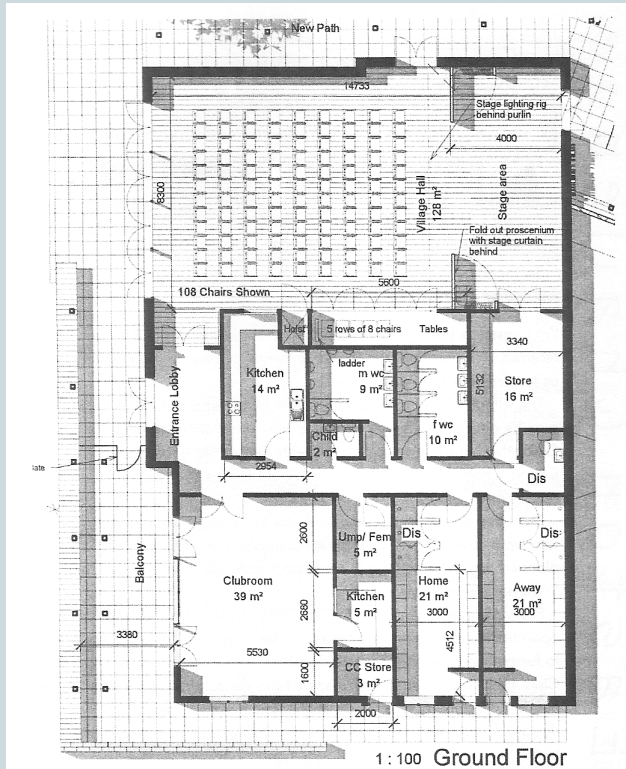 New Path
14733
Stage lighting rig
behind purlin
4000
8300
Village Hall
128 m²
Stage area
Fold out proscenium
with stage curtain
behind
5600
108 Chairs Shown
Hoist
5 rows of 8 chairs
Tables
3340
ladder
Kitchen
14 m²
m wc
9 m²
5132
Store
16 m²
Entrance Lobby
f wc
10 m²
Child
2 m²
2954
Dis
Balcony
2600
Ump/ Fem
5 m²
Dis
Dis
Clubroom
39 m²
Kitchen
5 m²
2680
Home
21 m²
Away
21 m²
3000
3000
3380
4512
5530
CC Store
3 m²
1600
2000
1 : 100 Ground Floor